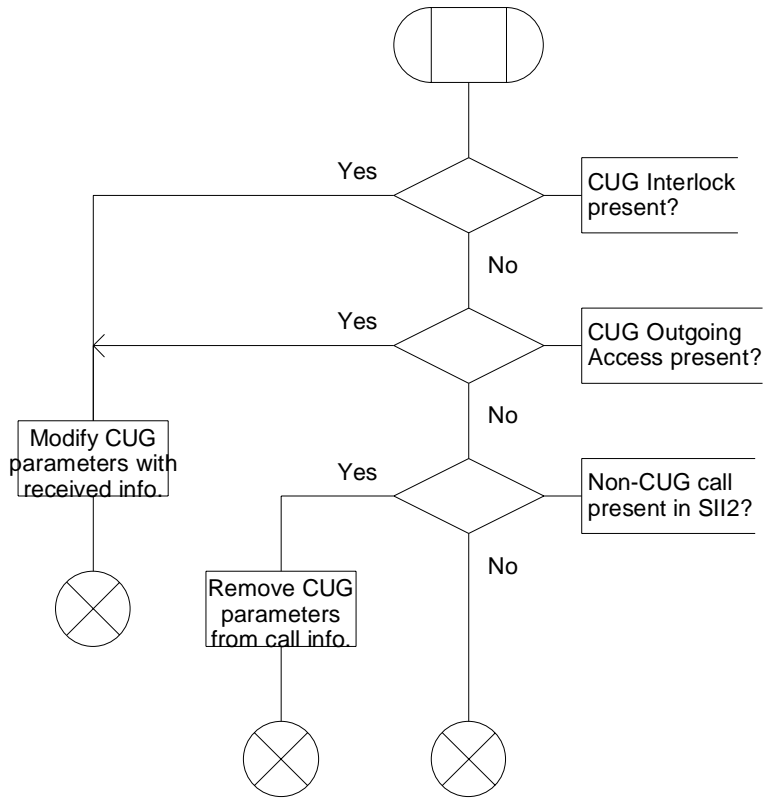 Yes
CUG Interlock
present?
No
Yes
CUG Outgoing
Access present?
No
Modify CUG
parameters with
received info.
Yes
Non-CUG call
present in SII2?
No
Remove CUG
parameters
from call info.